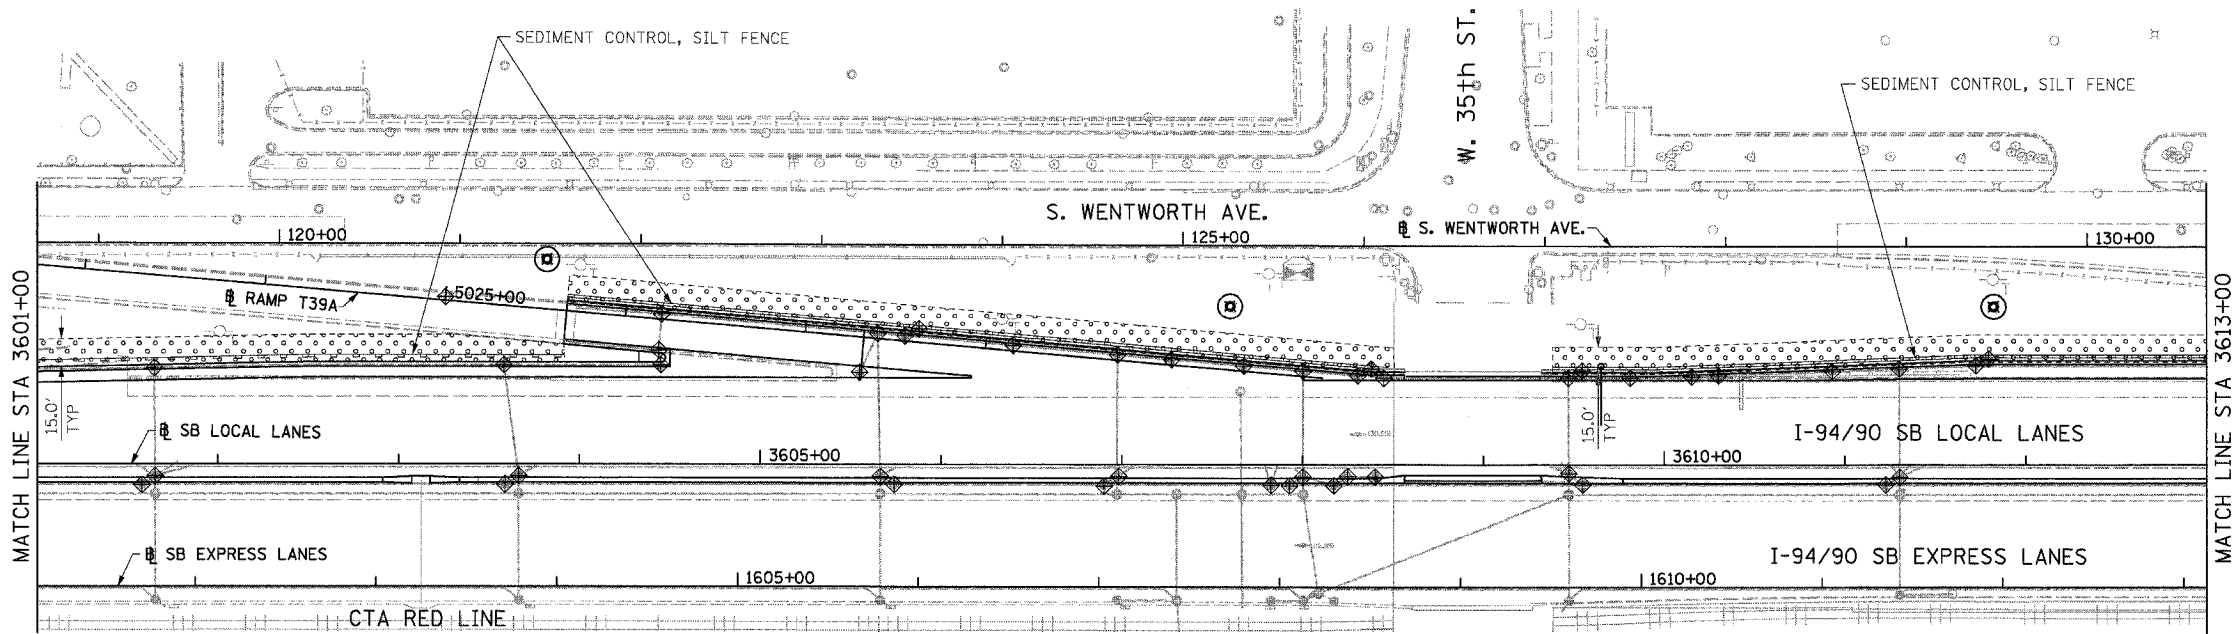 SEDIMENT CONTROL, SILT FENCE
W. 35th ST.
SEDIMENT CONTROL, SILT FENCE
S. WENTWORTH AVE.
120+00
125+00
℄ S. WENTWORTH AVE.
130+00
℄ RAMP T39A
5025+00
MATCH LINE STA 3601+00
MATCH LINE STA 3613+00
15.0'
TYP
15.0'
TYP
℄ SB LOCAL LANES
I-94/90 SB LOCAL LANES
3605+00
3610+00
℄ SB EXPRESS LANES
I-94/90 SB EXPRESS LANES
1605+00
1610+00
CTA RED LINE